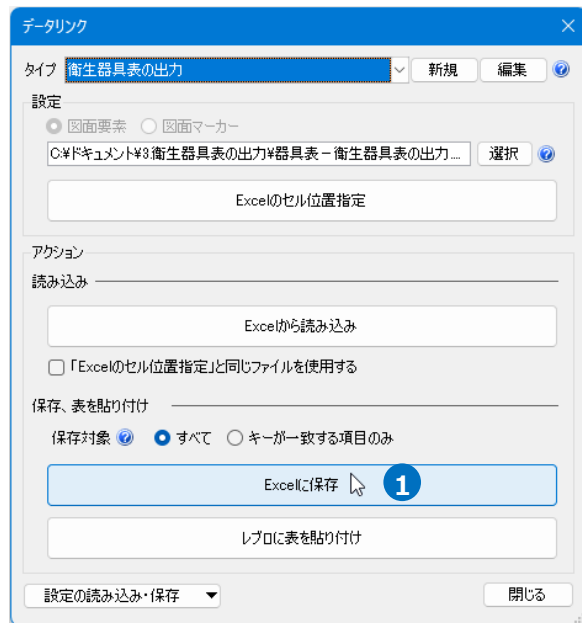 データリンク
タイプ 衛生器具表の出力 新規 編集
設定
図面要素 図面マーカー
C:¥ドキュメント¥3.衛生器具表の出力¥器具表－衛生器具表の出力.... 選択
Excelのセル位置指定
アクション
読み込み
Excelから読み込み
「Excelのセル位置指定」と同じファイルを使用する
保存、表を貼り付け
保存対象 すべて キーが一致する項目のみ
Excelに保存 1
レブロに表を貼り付け
設定の読み込み・保存 閉じる